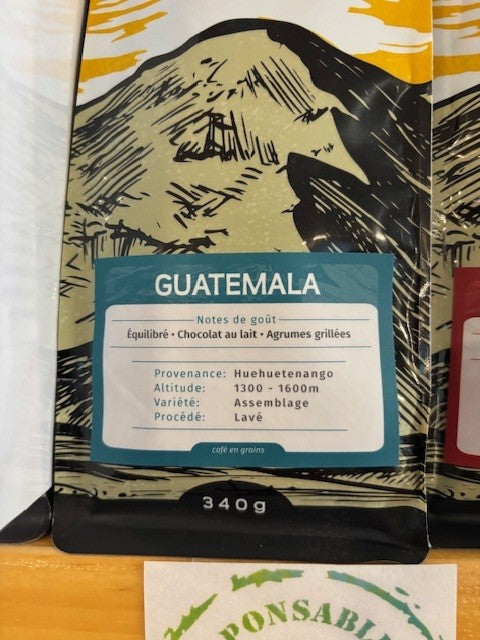 GUATEMALA
Notes de goût
Équilibré • Chocolat au lait • Agrumes grillées
Provenance: Huehuetenango
Altitude: 1300 - 1600m
Variété: Assemblage
Procédé: Lavé
café en grains
340g
PONSABL